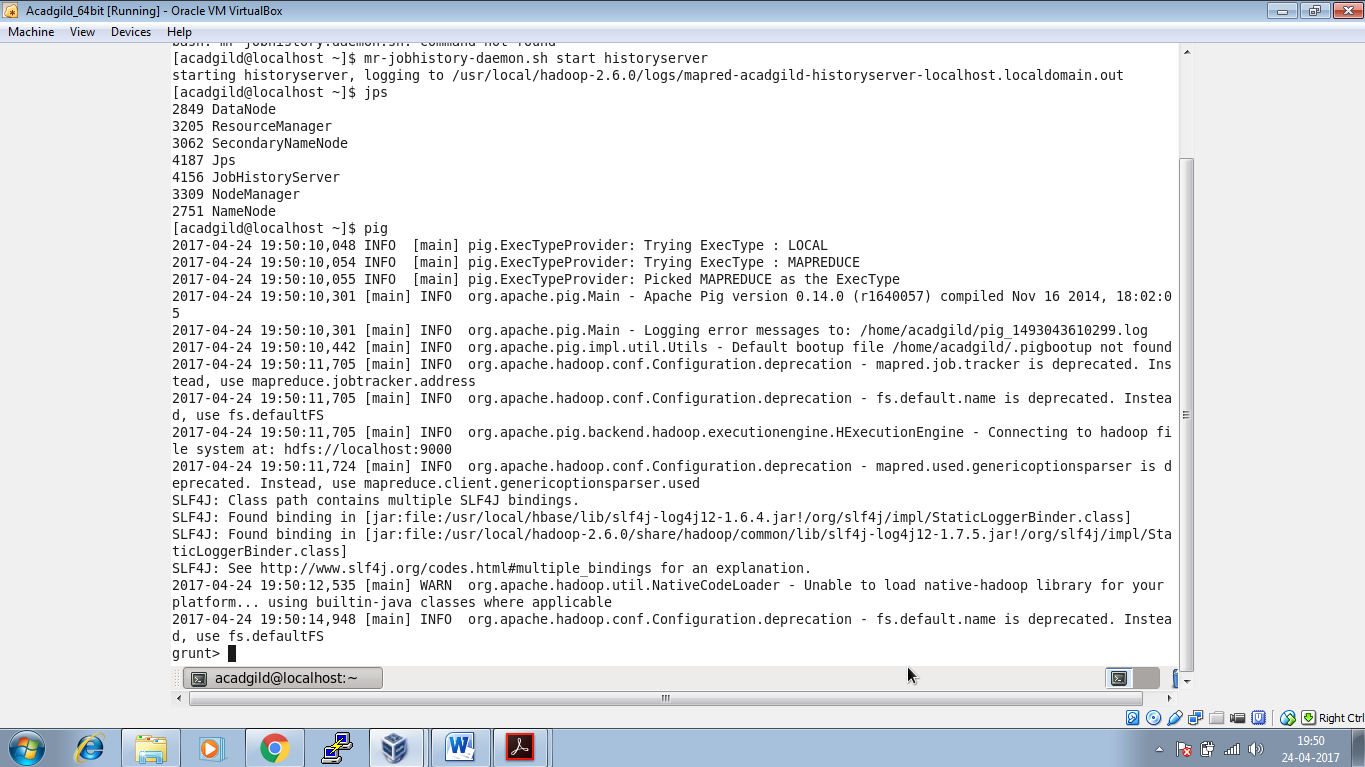 Acadgild_64bit [Running] - Oracle VM VirtualBox
Machine View Devices Help
bash: mr-jobhistory.daemon.sh: command not found
[acadgild@localhost ~]$ mr-jobhistory-daemon.sh start historyserver
starting historyserver, logging to /usr/local/hadoop-2.6.0/logs/mapred-acadgild-historyserver-localhost.localdomain.out
[acadgild@localhost ~]$ jps
2849 DataNode
3205 ResourceManager
3062 SecondaryNameNode
4187 Jps
4156 JobHistoryServer
3309 NodeManager
2751 NameNode
[acadgild@localhost ~]$ pig
2017-04-24 19:50:10,048 INFO  [main] pig.ExecTypeProvider: Trying ExecType : LOCAL
2017-04-24 19:50:10,054 INFO  [main] pig.ExecTypeProvider: Trying ExecType : MAPREDUCE
2017-04-24 19:50:10,055 INFO  [main] pig.ExecTypeProvider: Picked MAPREDUCE as the ExecType
2017-04-24 19:50:10,301 [main] INFO  org.apache.pig.Main - Apache Pig version 0.14.0 (r1640057) compiled Nov 16 2014, 18:02:0
5
2017-04-24 19:50:10,301 [main] INFO  org.apache.pig.Main - Logging error messages to: /home/acadgild/pig_1493043610299.log
2017-04-24 19:50:10,442 [main] INFO  org.apache.pig.impl.util.Utils - Default bootup file /home/acadgild/.pigbootup not found
2017-04-24 19:50:11,705 [main] INFO  org.apache.hadoop.conf.Configuration.deprecation - mapred.job.tracker is deprecated. Ins
tead, use mapreduce.jobtracker.address
2017-04-24 19:50:11,705 [main] INFO  org.apache.hadoop.conf.Configuration.deprecation - fs.default.name is deprecated. Instea
d, use fs.defaultFS
2017-04-24 19:50:11,705 [main] INFO  org.apache.pig.backend.hadoop.executionengine.HExecutionEngine - Connecting to hadoop fi
le system at: hdfs://localhost:9000
2017-04-24 19:50:11,724 [main] INFO  org.apache.hadoop.conf.Configuration.deprecation - mapred.used.genericoptionsparser is d
eprecated. Instead, use mapreduce.client.genericoptionsparser.used
SLF4J: Class path contains multiple SLF4J bindings.
SLF4J: Found binding in [jar:file:/usr/local/hbase/lib/slf4j-log4j12-1.6.4.jar!/org/slf4j/impl/StaticLoggerBinder.class]
SLF4J: Found binding in [jar:file:/usr/local/hadoop-2.6.0/share/hadoop/common/lib/slf4j-log4j12-1.7.5.jar!/org/slf4j/impl/Sta
ticLoggerBinder.class]
SLF4J: See http://www.slf4j.org/codes.html#multiple_bindings for an explanation.
2017-04-24 19:50:12,535 [main] WARN  org.apache.hadoop.util.NativeCodeLoader - Unable to load native-hadoop library for your
platform... using builtin-java classes where applicable
2017-04-24 19:50:14,948 [main] INFO  org.apache.hadoop.conf.Configuration.deprecation - fs.default.name is deprecated. Instea
d, use fs.defaultFS
grunt>
acadgild@localhost:~
Right Ctrl
19:50
24-04-2017